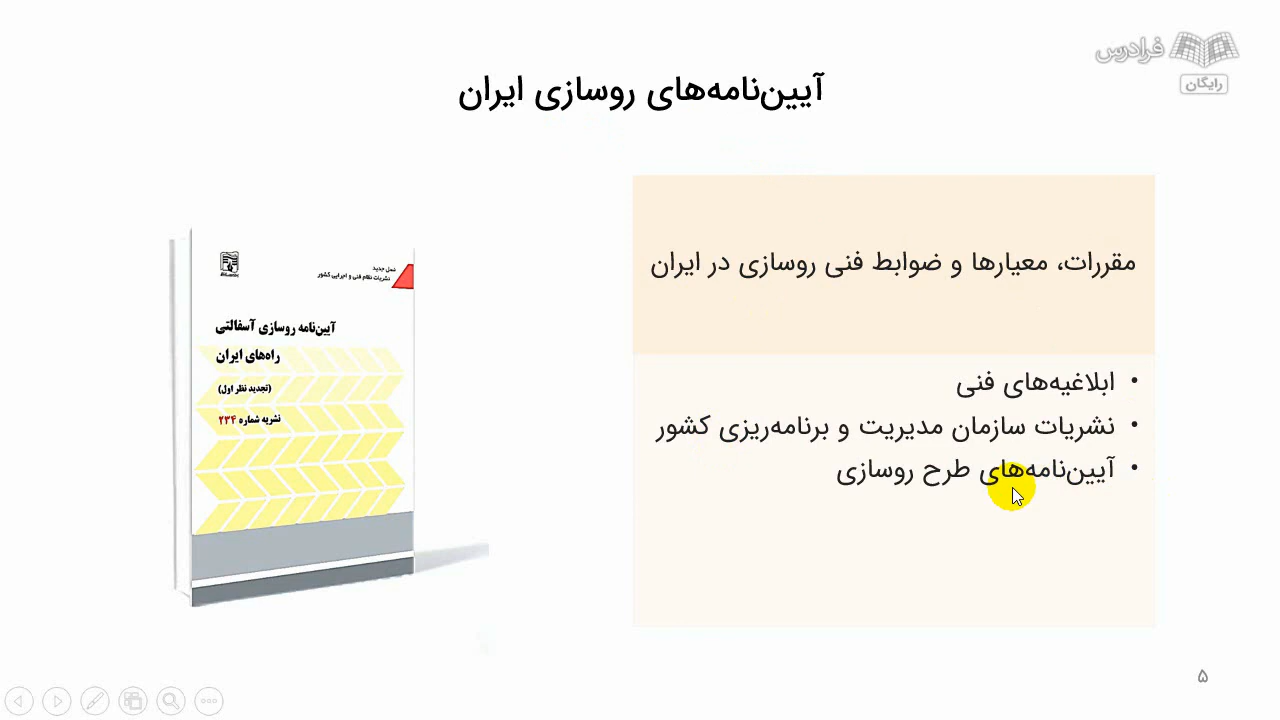 فرادرس
رایگان
آیین‌نامه‌های روسازی ایران
مقررات، معیارها و ضوابط فنی روسازی در ایران
• ابلاغیه‌های فنی
• نشریات سازمان مدیریت و برنامه‌ریزی کشور
• آیین‌نامه‌های طرح روسازی
نشریات نظام فنی و اجرایی کشور
آیین‌نامه روسازی آسفالتی
راه‌های ایران
(تجدید نظر اول)
نشریه شماره ۲۳۴
۵